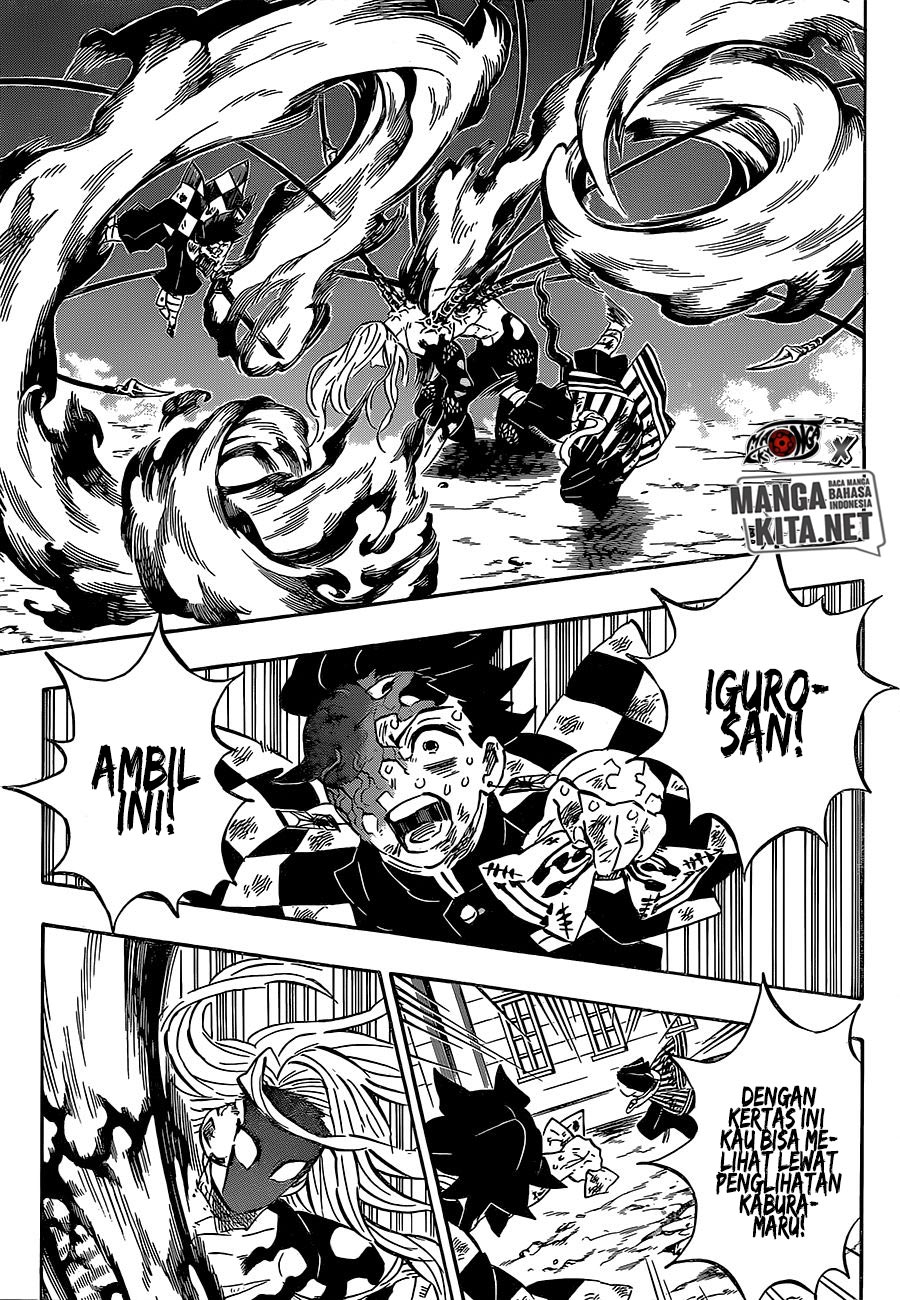 X
MANGA
BACA MANGA
BAHASA
INDONESIA
KITA.NET
IGURO-
SAN!
AMBIL
INI!
DENGAN
KERTAS INI
KAU BISA ME-
LIHAT LEWAT
PENGLIHATAN
KABURA-
MARU!